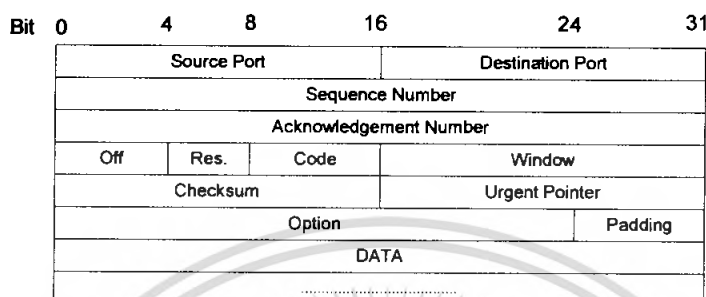 Bit 0 4 8 16 24 31
Source Port Destination Port
Sequence Number
Acknowledgement Number
Off Res. Code Window
Checksum Urgent Pointer
Option Padding
DATA